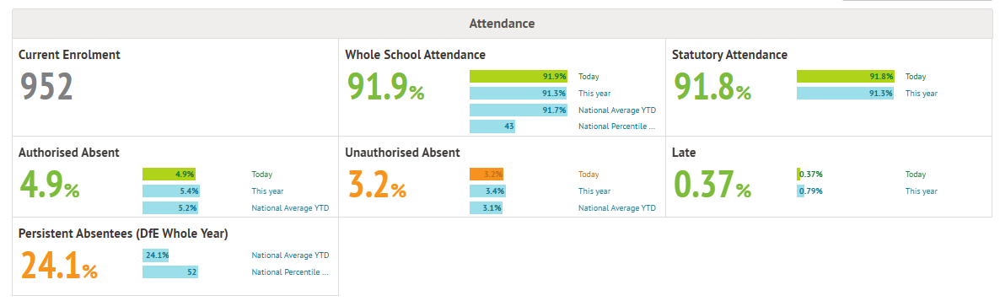 Attendance
Current Enrolment
952
Whole School Attendance
91.9%
91.9% Today
91.3% This year
91.7% National Average YTD
43 National Percentile ...
Statutory Attendance
91.8%
91.8% Today
91.3% This year
Authorised Absent
4.9%
4.9% Today
5.4% This year
5.2% National Average YTD
Unauthorised Absent
3.2%
3.2% Today
3.4% This year
3.1% National Average YTD
Late
0.37%
0.37% Today
0.79% This year
Persistent Absentees (DfE Whole Year)
24.1%
24.1% National Average YTD
52 National Percentile ...